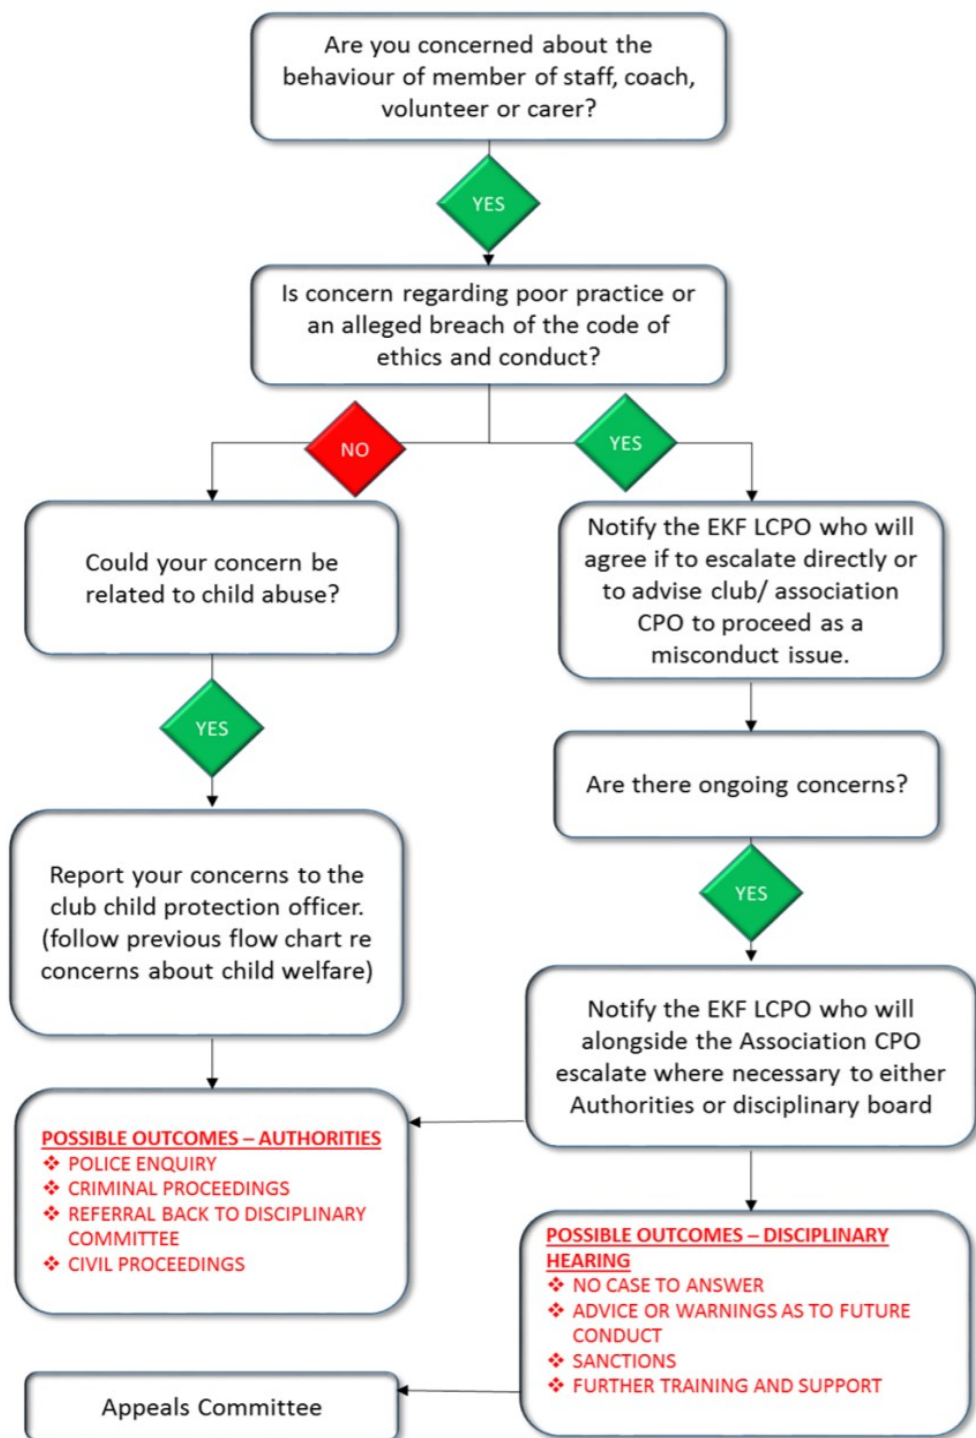 Are you concerned about the
behaviour of member of staff, coach,
volunteer or carer?
YES
Is concern regarding poor practice or
an alleged breach of the code of
ethics and conduct?
NO
YES
Could your concern be
related to child abuse?
Notify the EKF LCPO who will
agree if to escalate directly or
to advise club/ association
CPO to proceed as a
misconduct issue.
YES
Are there ongoing concerns?
Report your concerns to the
club child protection officer.
(follow previous flow chart re
concerns about child welfare)
YES
Notify the EKF LCPO who will
alongside the Association CPO
escalate where necessary to either
Authorities or disciplinary board
POSSIBLE OUTCOMES – AUTHORITIES
❖ POLICE ENQUIRY
❖ CRIMINAL PROCEEDINGS
❖ REFERRAL BACK TO DISCIPLINARY
COMMITTEE
❖ CIVIL PROCEEDINGS
POSSIBLE OUTCOMES – DISCIPLINARY
HEARING
❖ NO CASE TO ANSWER
❖ ADVICE OR WARNINGS AS TO FUTURE
CONDUCT
❖ SANCTIONS
❖ FURTHER TRAINING AND SUPPORT
Appeals Committee